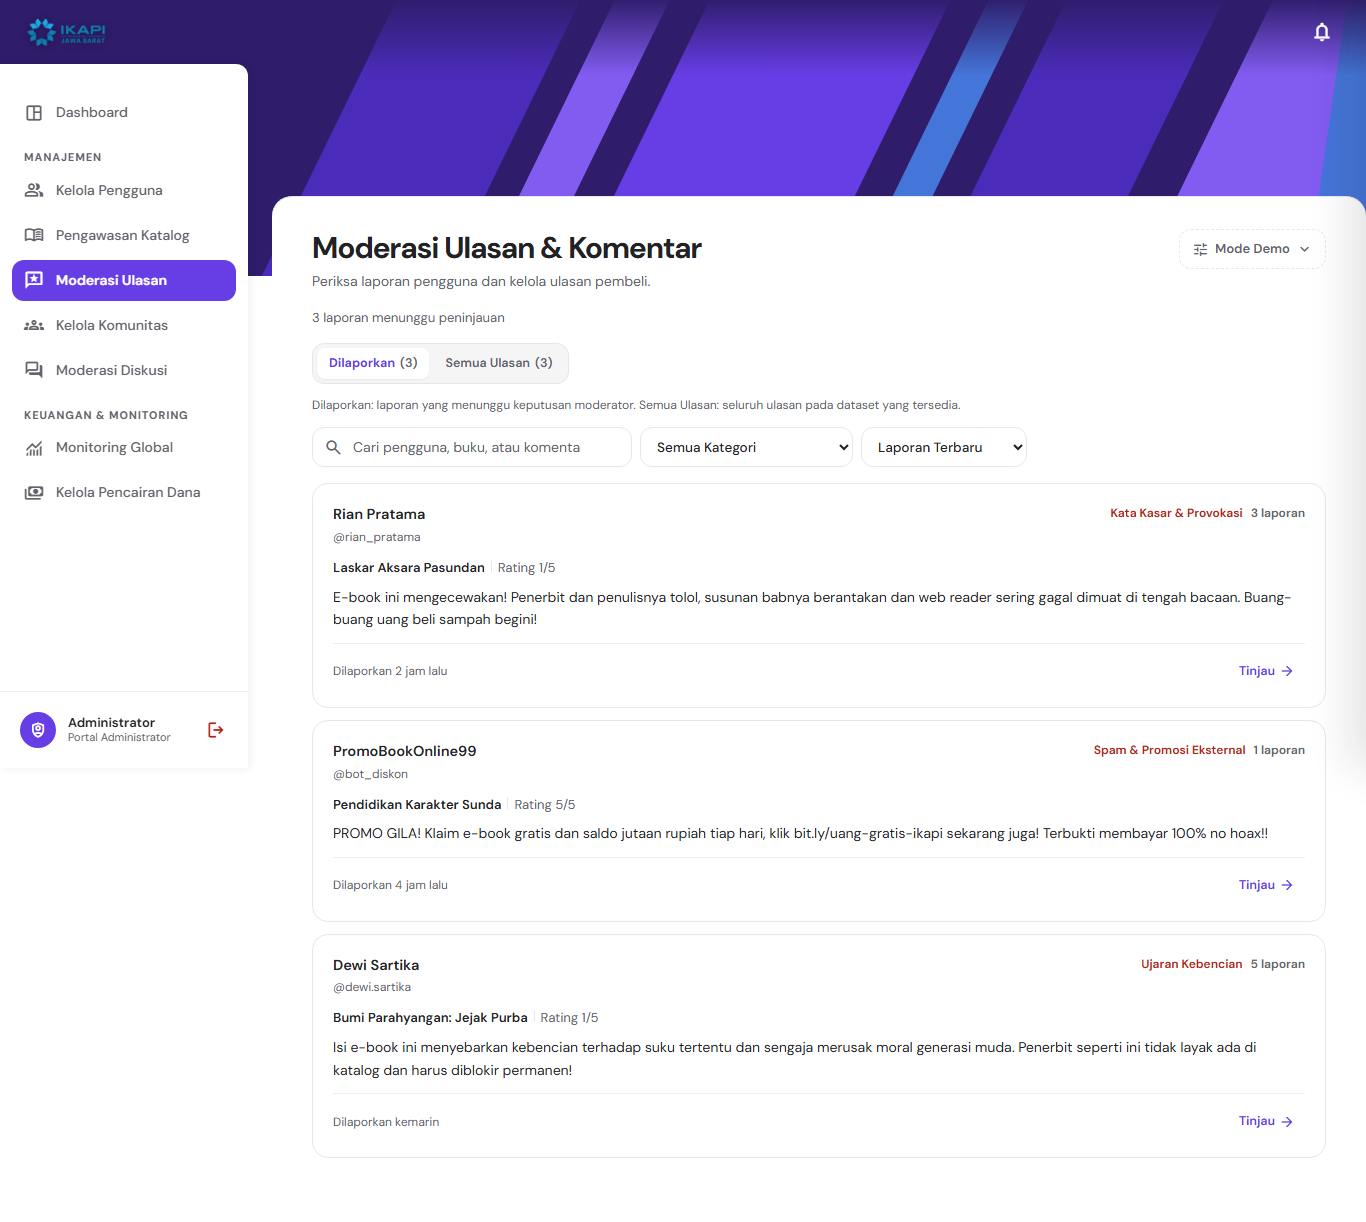 IKAPI
JAWA BARAT
Dashboard
MANAJEMEN
Kelola Pengguna
Pengawasan Katalog
Moderasi Ulasan
Kelola Komunitas
Moderasi Diskusi
KEUANGAN & MONITORING
Monitoring Global
Kelola Pencairan Dana
Administrator
Portal Administrator
Moderasi Ulasan & Komentar
Mode Demo
Periksa laporan pengguna dan kelola ulasan pembeli.
3 laporan menunggu peninjauan
Dilaporkan (3) Semua Ulasan (3)
Dilaporkan: laporan yang menunggu keputusan moderator. Semua Ulasan: seluruh ulasan pada dataset yang tersedia.
Cari pengguna, buku, atau komenta Semua Kategori Laporan Terbaru
Rian Pratama Kata Kasar & Provokasi 3 laporan
@rian_pratama
Laskar Aksara Pasundan Rating 1/5
E-book ini mengecewakan! Penerbit dan penulisnya tolol, susunan babnya berantakan dan web reader sering gagal dimuat di tengah bacaan. Buang-
buang uang beli sampah begini!
Dilaporkan 2 jam lalu Tinjau
PromoBookOnline99 Spam & Promosi Eksternal 1 laporan
@bot_diskon
Pendidikan Karakter Sunda Rating 5/5
PROMO GILA! Klaim e-book gratis dan saldo jutaan rupiah tiap hari, klik bit.ly/uang-gratis-ikapi sekarang juga! Terbukti membayar 100% no hoax!!
Dilaporkan 4 jam lalu Tinjau
Dewi Sartika Ujaran Kebencian 5 laporan
@dewi.sartika
Bumi Parahyangan: Jejak Purba Rating 1/5
Isi e-book ini menyebarkan kebencian terhadap suku tertentu dan sengaja merusak moral generasi muda. Penerbit seperti ini tidak layak ada di
katalog dan harus diblokir permanen!
Dilaporkan kemarin Tinjau